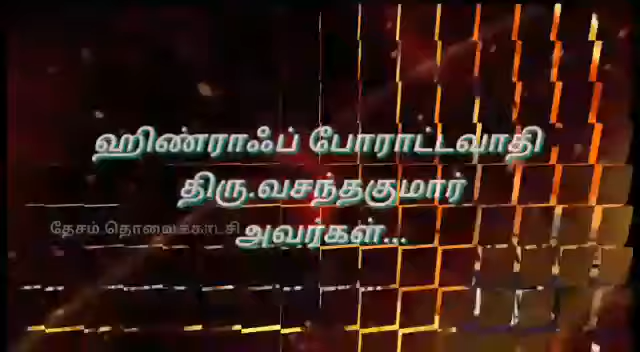 ஹிண்ராஃப் போராட்டவாதி
திரு.வசந்தகுமார்
தேசம் தொலைக்காட்சி
அவர்கள்...